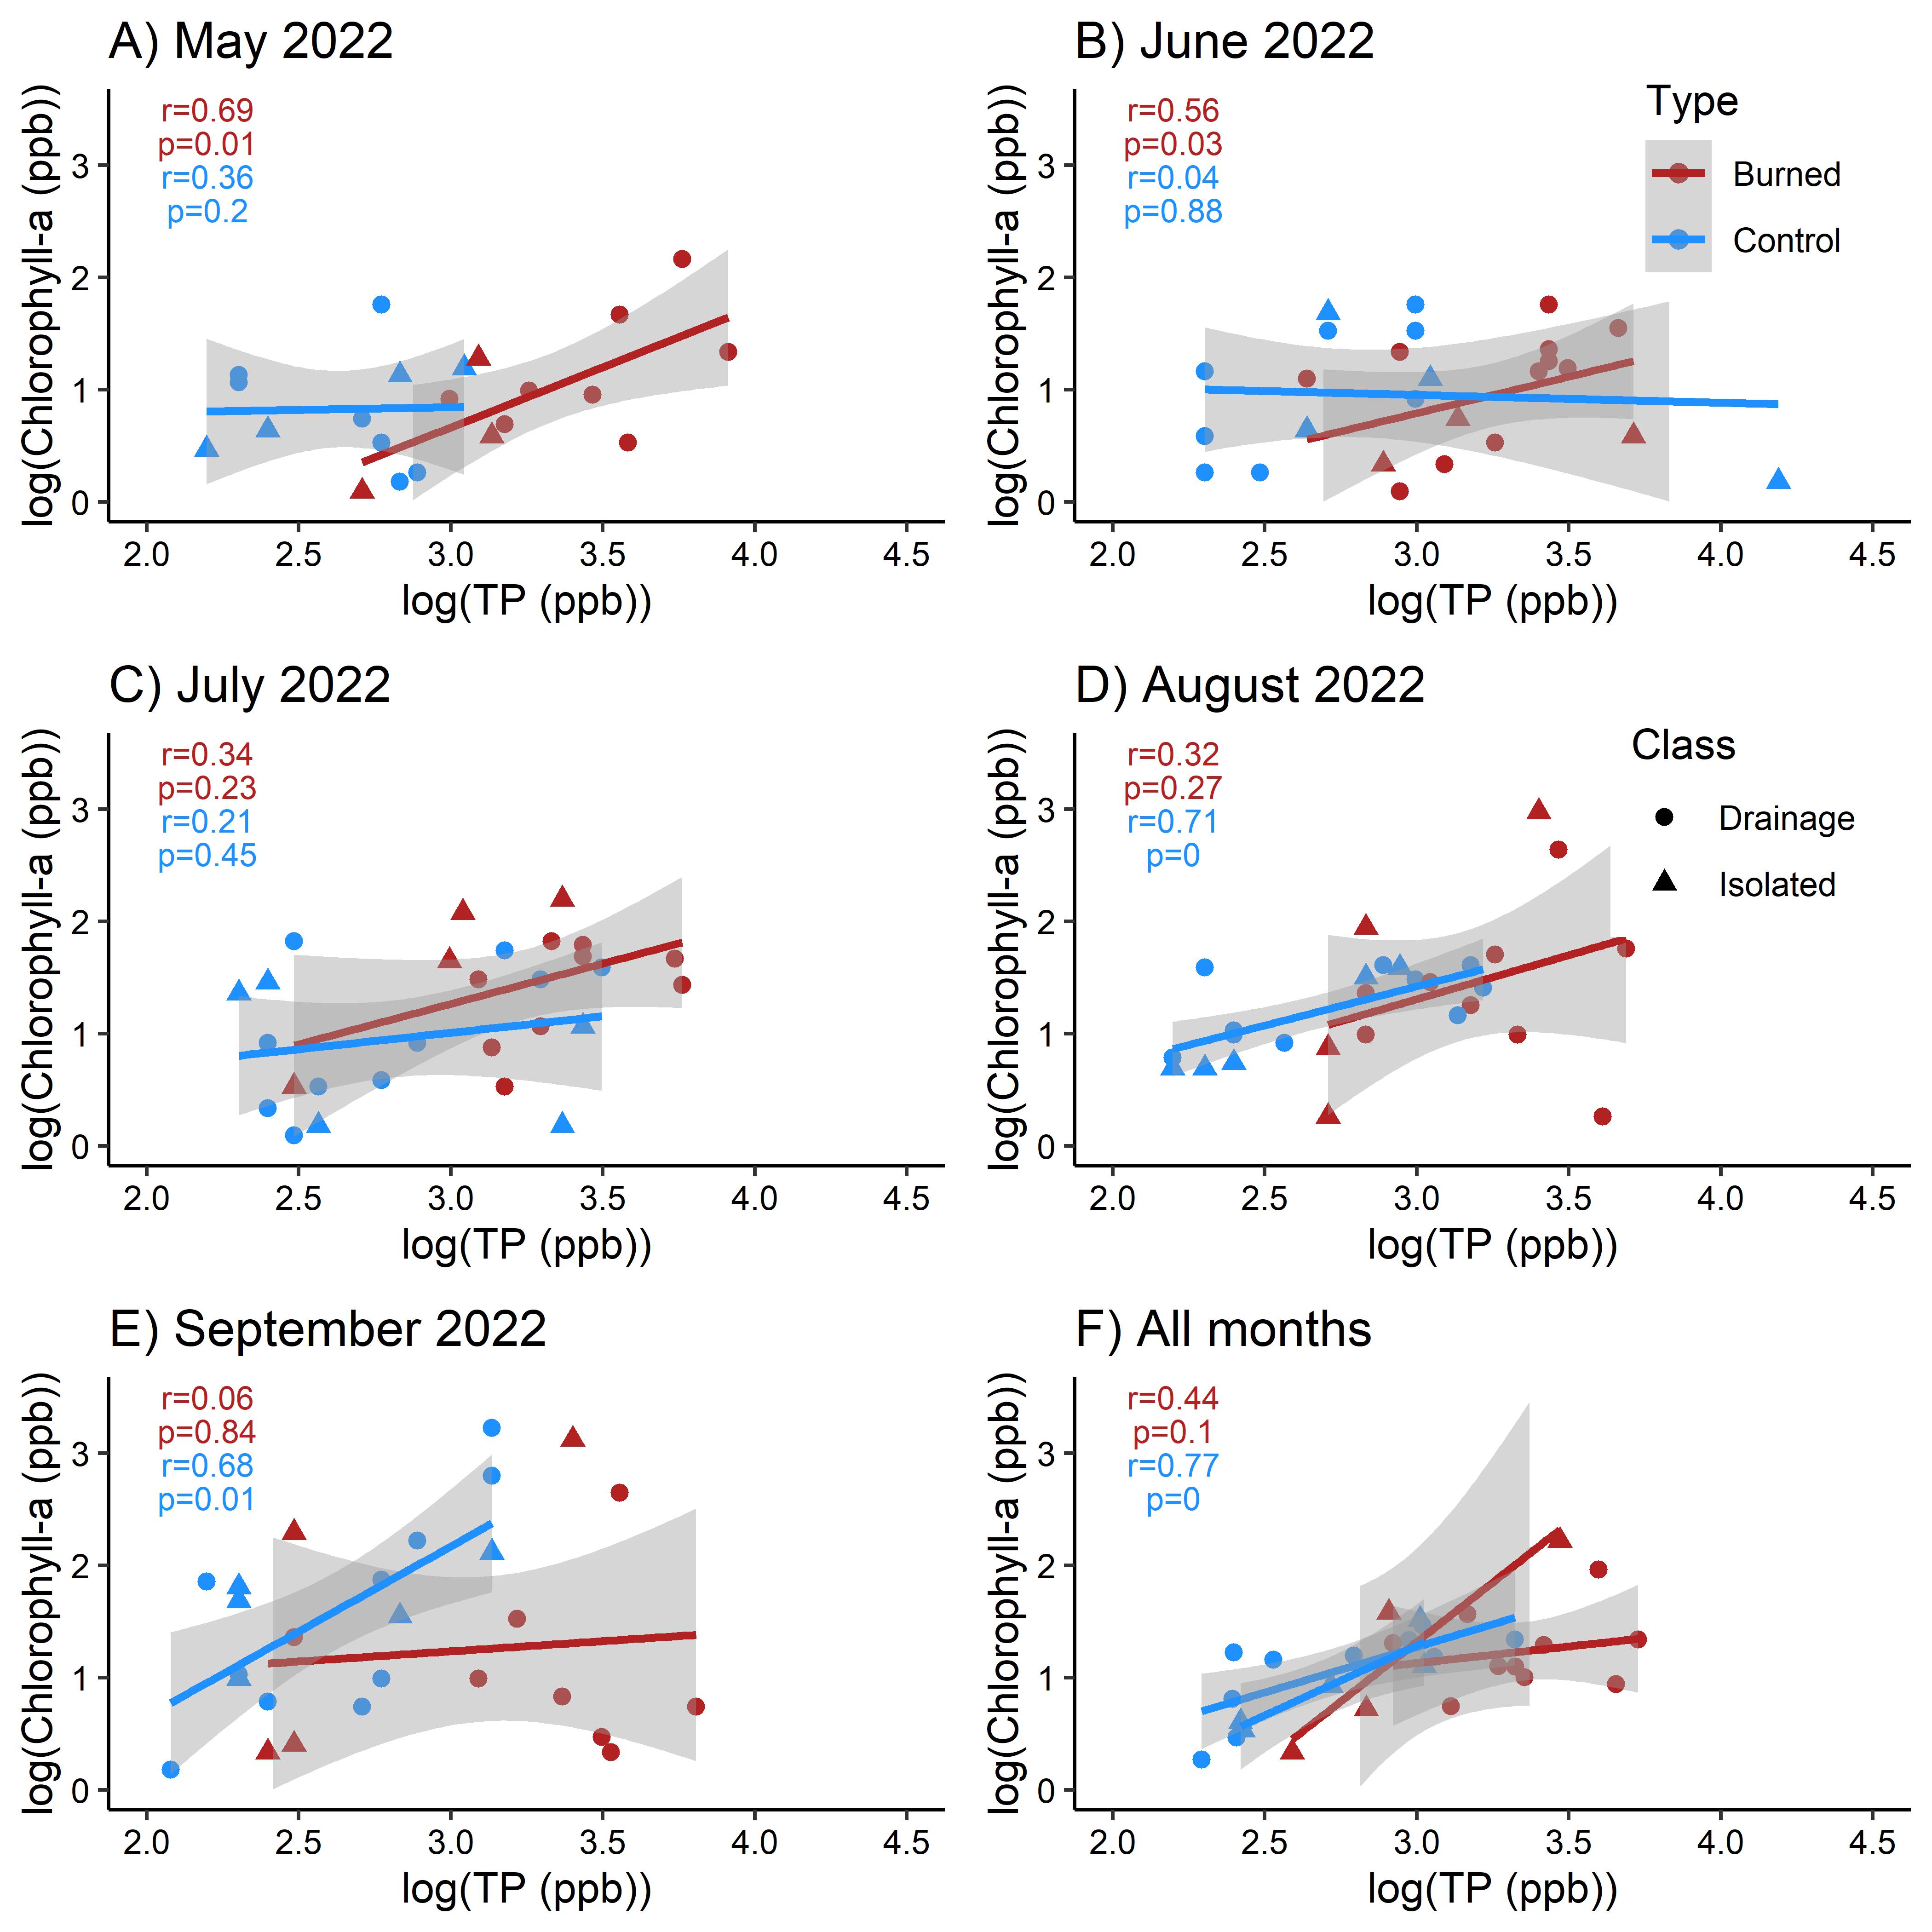 A) May 2022
r=0.69
p=0.01
r=0.36
p=0.2
log(Chlorophyll-a (ppb))
3
2
1
0
2.0 2.5 3.0 3.5 4.0 4.5
log(TP (ppb))
B) June 2022
r=0.56
p=0.03
r=0.04
p=0.88
Type
Burned
Control
log(Chlorophyll-a (ppb))
3
2
1
0
2.0 2.5 3.0 3.5 4.0 4.5
log(TP (ppb))
C) July 2022
r=0.34
p=0.23
r=0.21
p=0.45
log(Chlorophyll-a (ppb))
3
2
1
0
2.0 2.5 3.0 3.5 4.0 4.5
log(TP (ppb))
D) August 2022
r=0.32
p=0.27
r=0.71
p=0
Class
Drainage
Isolated
log(Chlorophyll-a (ppb))
3
2
1
0
2.0 2.5 3.0 3.5 4.0 4.5
log(TP (ppb))
E) September 2022
r=0.06
p=0.84
r=0.68
p=0.01
log(Chlorophyll-a (ppb))
3
2
1
0
2.0 2.5 3.0 3.5 4.0 4.5
log(TP (ppb))
F) All months
r=0.44
p=0.1
r=0.77
p=0
log(Chlorophyll-a (ppb))
3
2
1
0
2.0 2.5 3.0 3.5 4.0 4.5
log(TP (ppb))